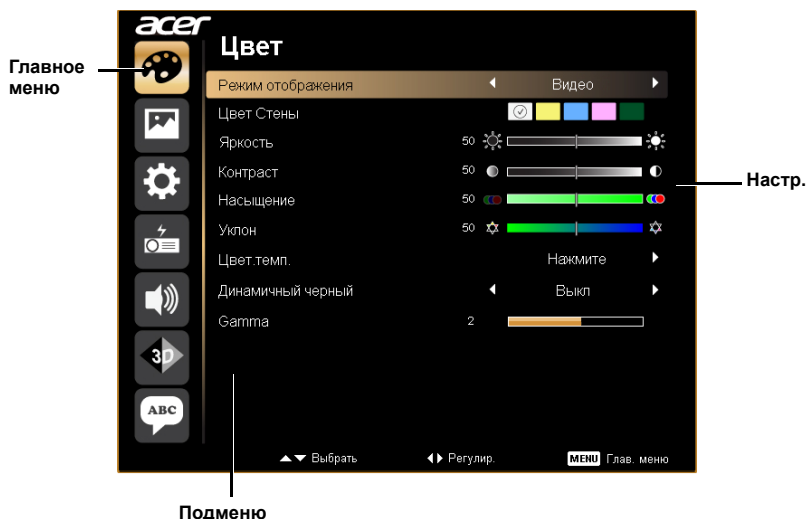 acer
Цвет
Главное
меню
Режим отображения Видео
Цвет Стены
Яркость 50
Контраст 50
Настр.
Насыщение 50
Уклон 50
Цвет.темп. Нажмите
Динамичный черный Выкл
Gamma 2
3D
ABC
Выбрать Регулир. MENU Глав. меню
Подменю